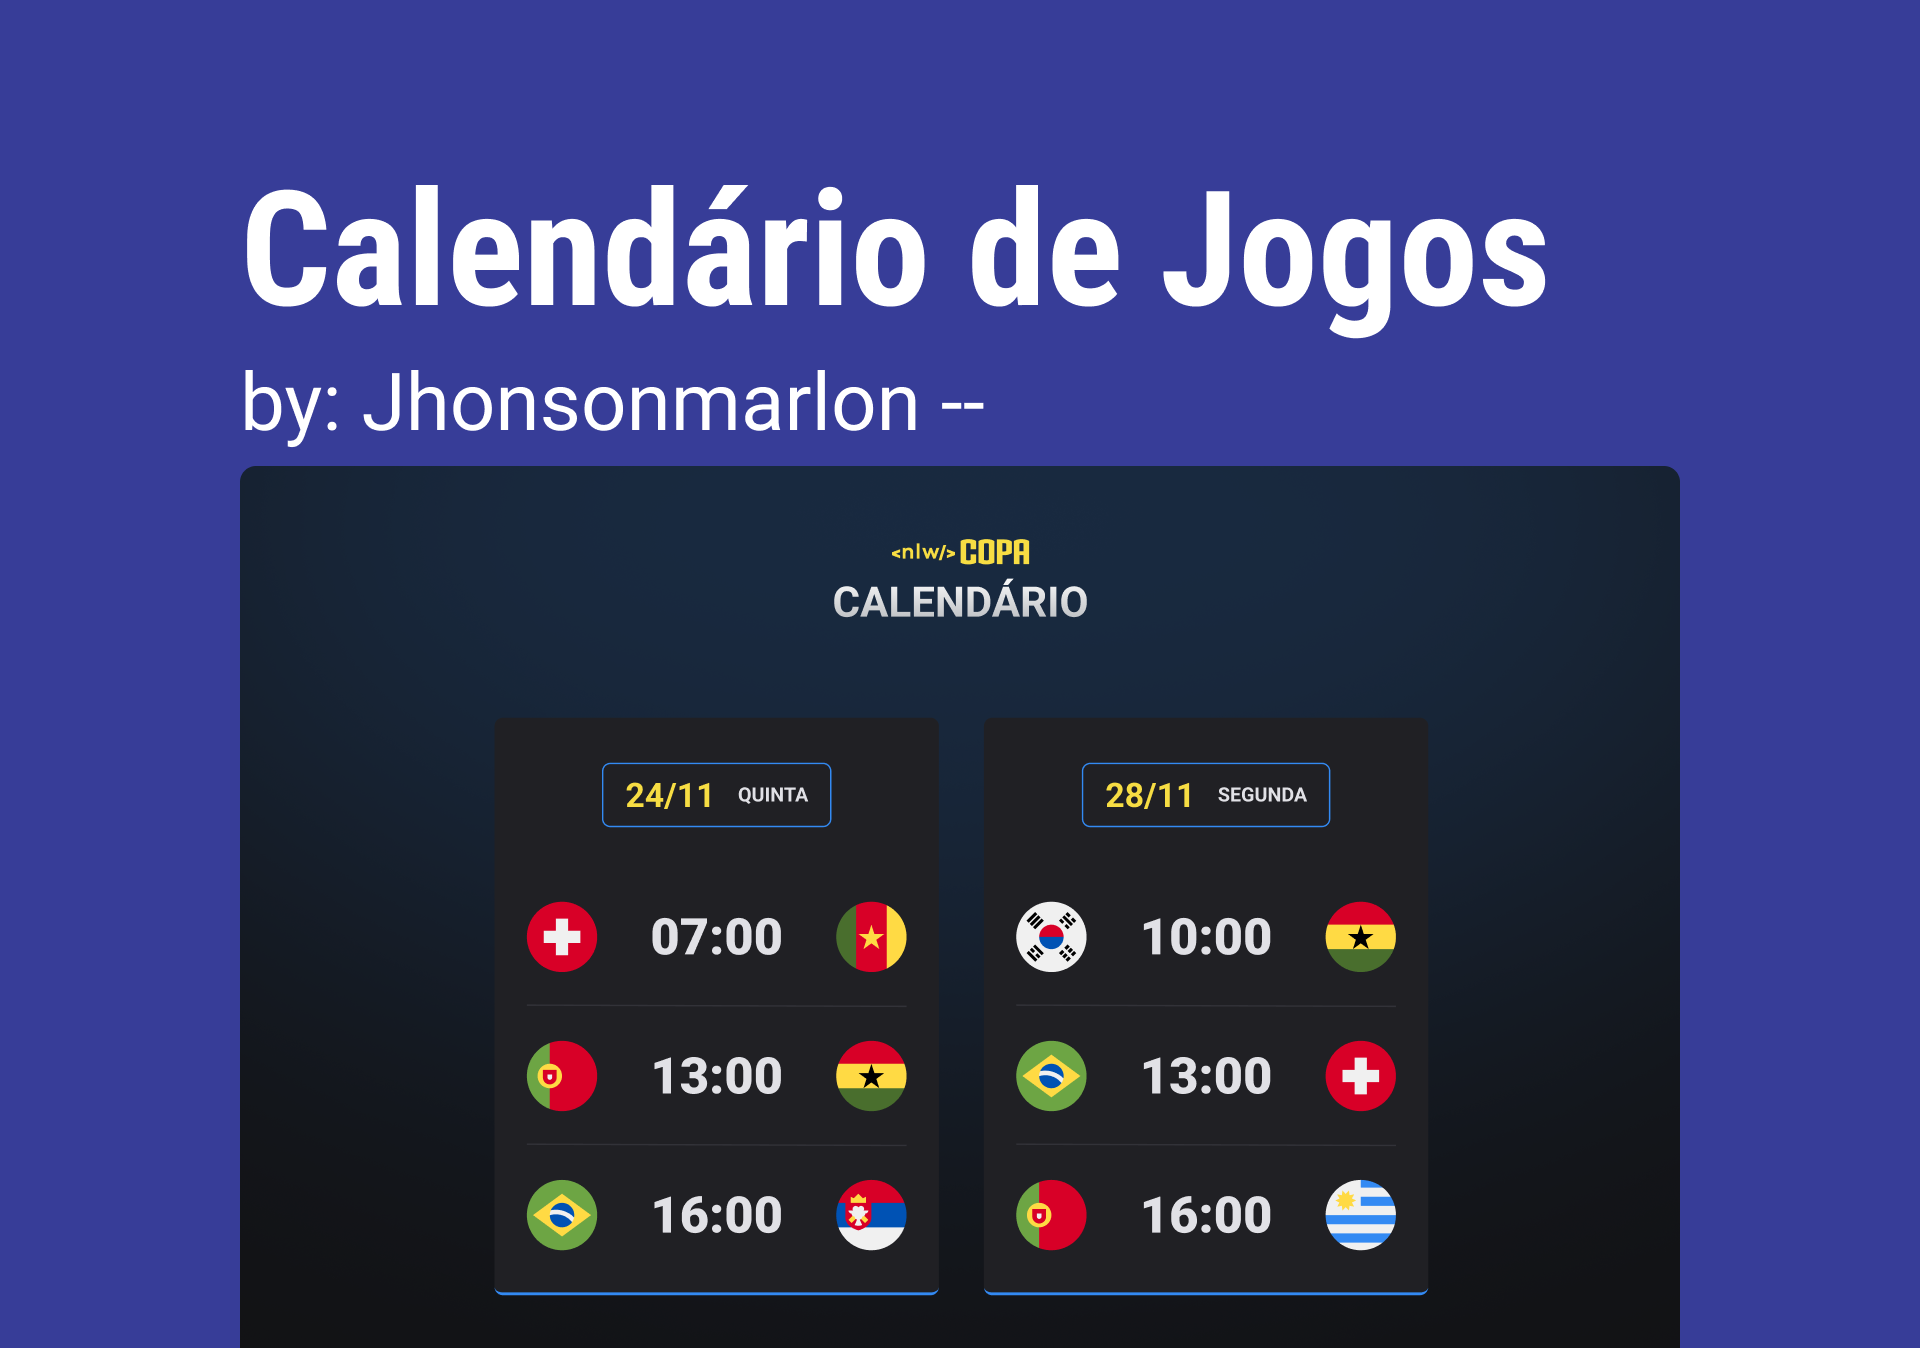 Calendário de Jogos
by: Jhonsonmarlon --
<nlw/> COPA
CALENDÁRIO
24/11 QUINTA
07:00
13:00
16:00
28/11 SEGUNDA
10:00
13:00
16:00